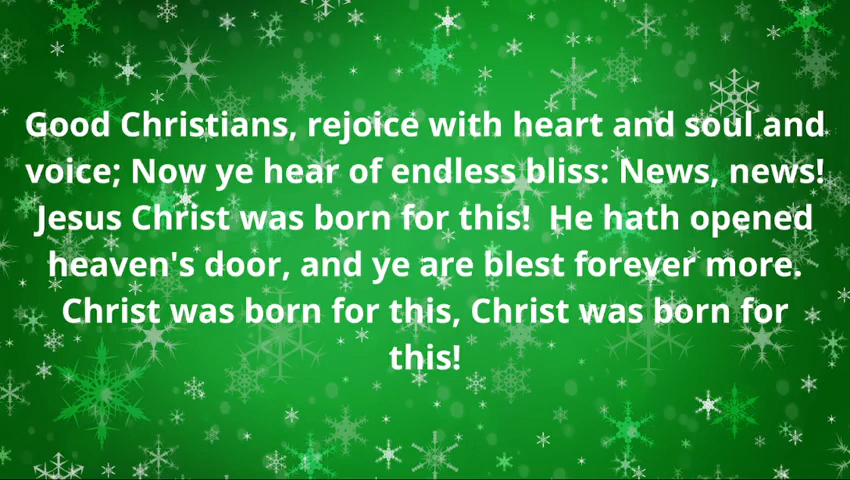 Good Christians, rejoice with heart and soul and
voice; Now ye hear of endless bliss: News, news!
Jesus Christ was born for this!  He hath opened
heaven's door, and ye are blest forever more.
Christ was born for this, Christ was born for
this!